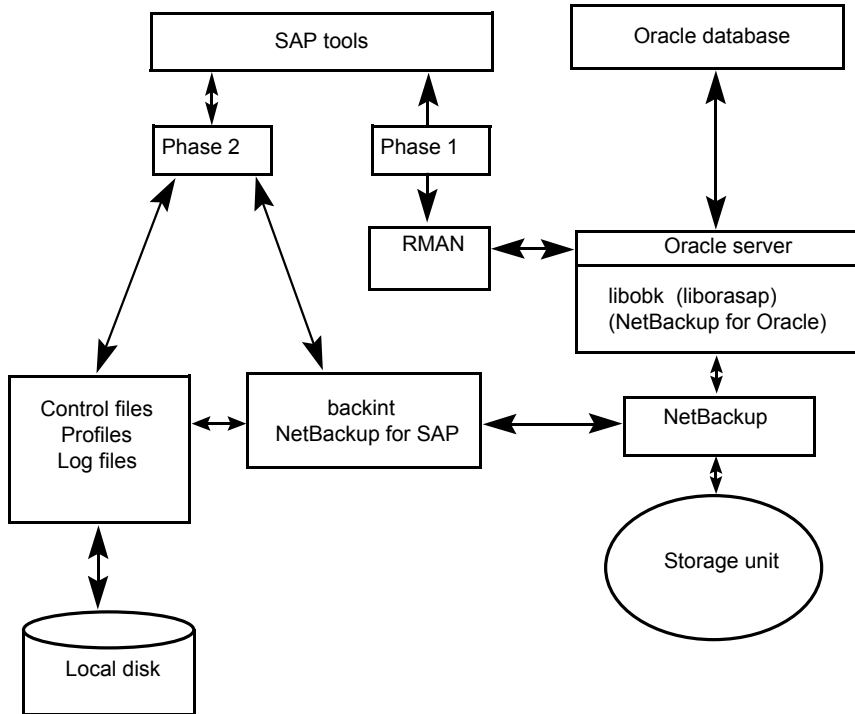 SAP tools
Oracle database
Phase 2
Phase 1
RMAN
Oracle server
libobk (liborasap)
(NetBackup for Oracle)
Control files
Profiles
Log files
backint
NetBackup for SAP
NetBackup
Storage unit
Local disk